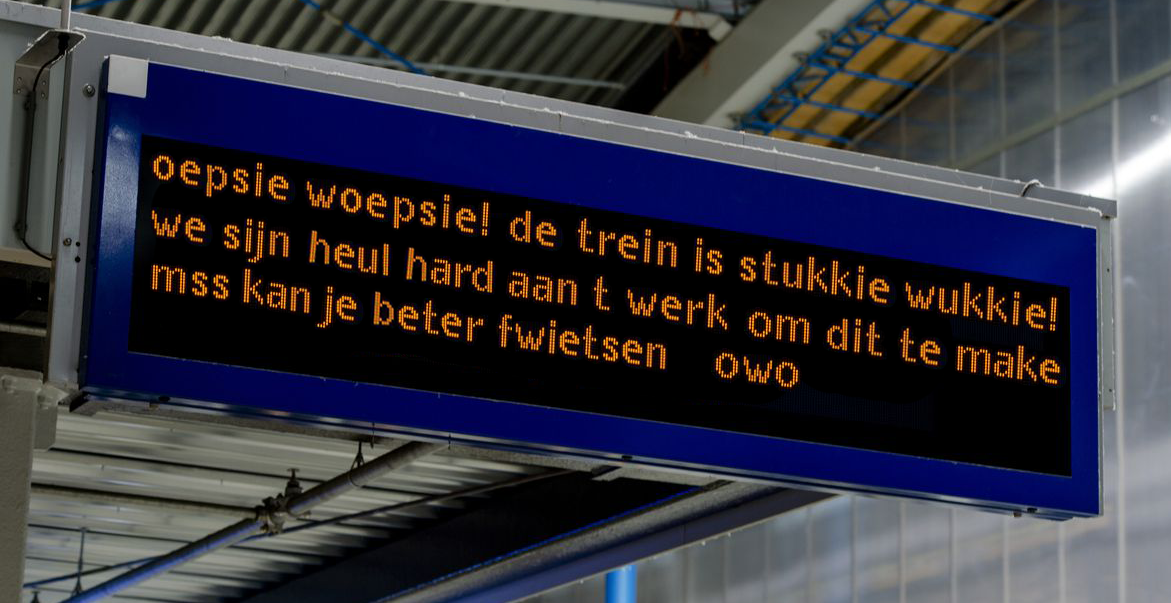 oepsie woepsie! de trein is stukkie wukkie!
we sijn heul hard aan t werk om dit te make
mss kan je beter fwietsen owo